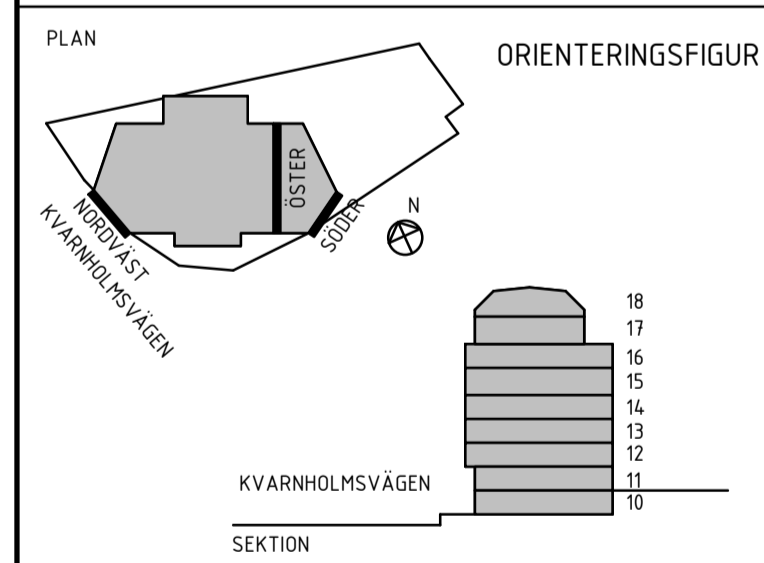 PLAN
ORIENTERINGSFIGUR
ÖSTER
NORDVÄST
KVARNHOLMSVÄGEN
SÖDER
N
18
17
16
15
14
13
12
KVARNHOLMSVÄGEN
11
10
SEKTION